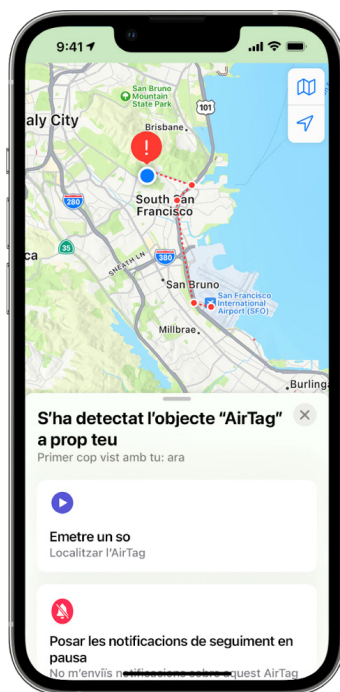 9:41
San Bruno
Mountain
State Park
101
aly City
Brisbane
South San
Francisco
280
ca
35
SNEATH LN
380
San Bruno
San Francisco
International
Airport (SFO)
Millbrae
Burlinga
S’ha detectat l’objecte “AirTag”
a prop teu
Primer cop vist amb tu: ara
Emetre un so
Localitzar l’AirTag
Posar les notificacions de seguiment en
pausa
No m’enviïs notificacions sobre aquest AirTag